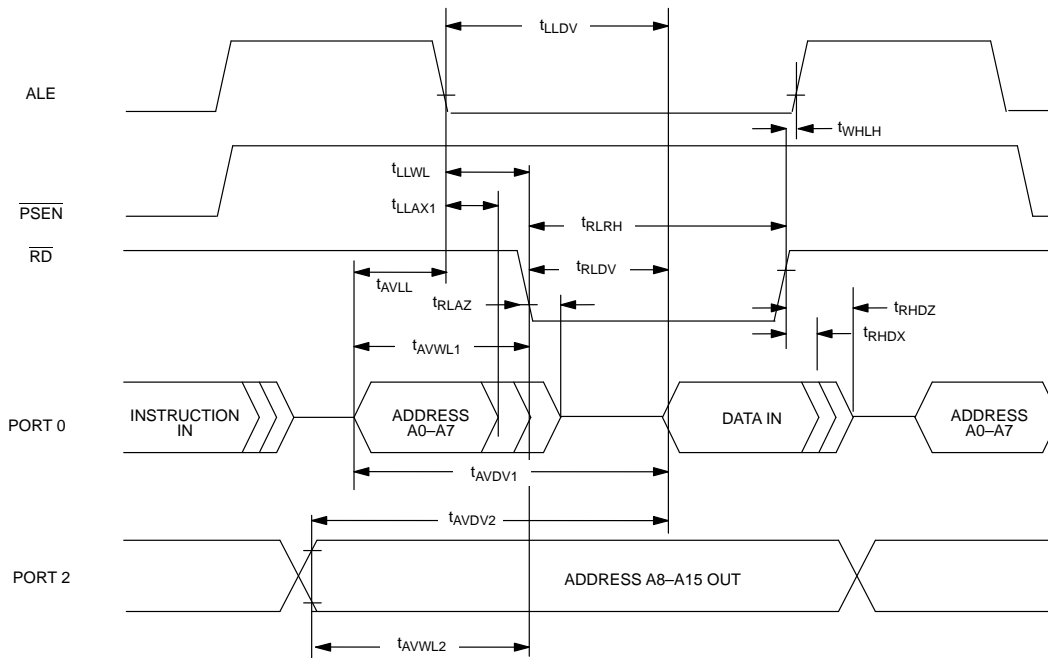 tLLDV
ALE
tWHLH
tLLWL
PSEN
tLLAX1
tRLRH
RD
tAVLL
tRLDV
tRLAZ
tRHDZ
tRHDX
tAVWL1
PORT 0
INSTRUCTION
IN
ADDRESS
A0–A7
DATA IN
ADDRESS
A0–A7
tAVDV1
tAVDV2
PORT 2
ADDRESS A8–A15 OUT
tAVWL2